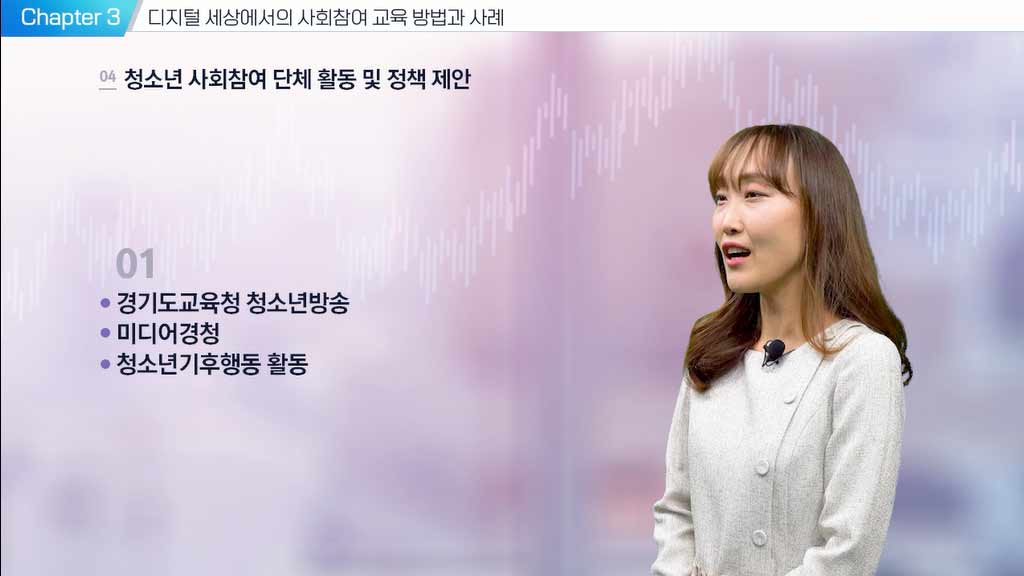 Chapter 3 디지털 세상에서의 사회참여 교육 방법과 사례
04 청소년 사회참여 단체 활동 및 정책 제안
01
• 경기도교육청 청소년방송
• 미디어경청
• 청소년기후행동 활동